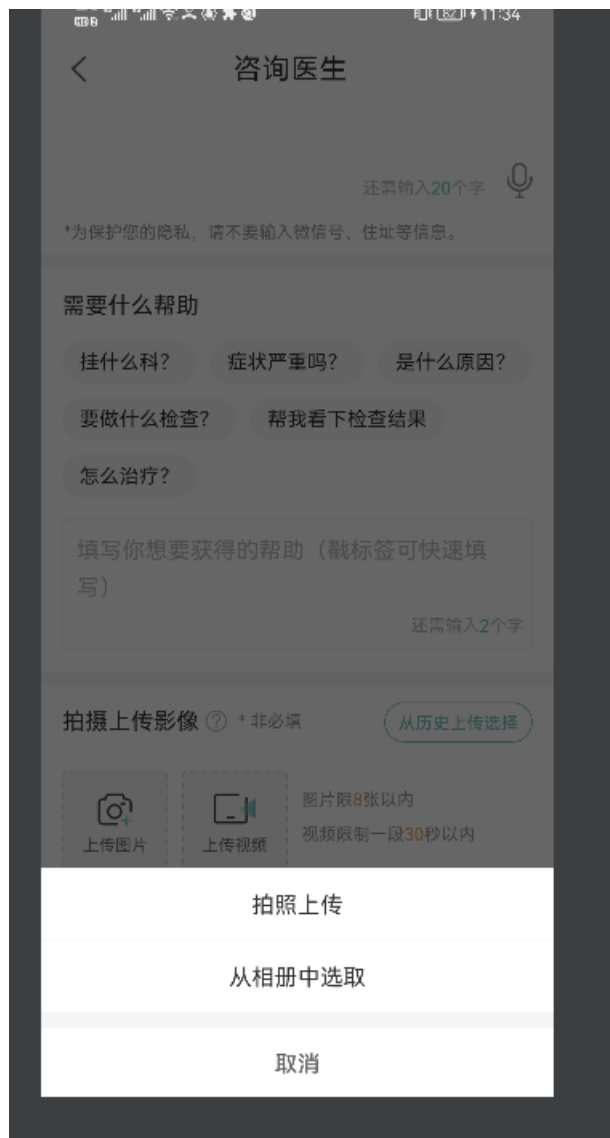 11:34
咨询医生
还需输入20个字
*为保护您的隐私，请不要输入微信号、住址等信息。
需要什么帮助
挂什么科？ 症状严重吗？ 是什么原因？
要做什么检查？ 帮我看下检查结果
怎么治疗？
填写你想要获得的帮助（戳标签可快速填
写）
还需输入2个字
拍摄上传影像 ? *非必填 从历史上传选择
图片限8张以内
视频限制一段30秒以内
上传图片 上传视频
拍照上传
从相册中选取
取消